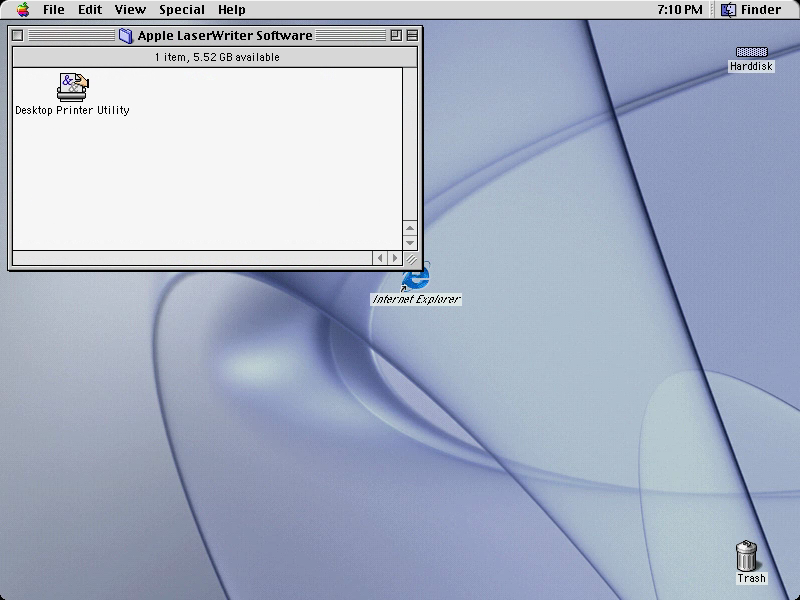 File Edit View Special Help 7:10 PM Finder
Apple LaserWriter Software
1 item, 5.52 GB available
Desktop Printer Utility
Harddisk
Internet Explorer
Trash